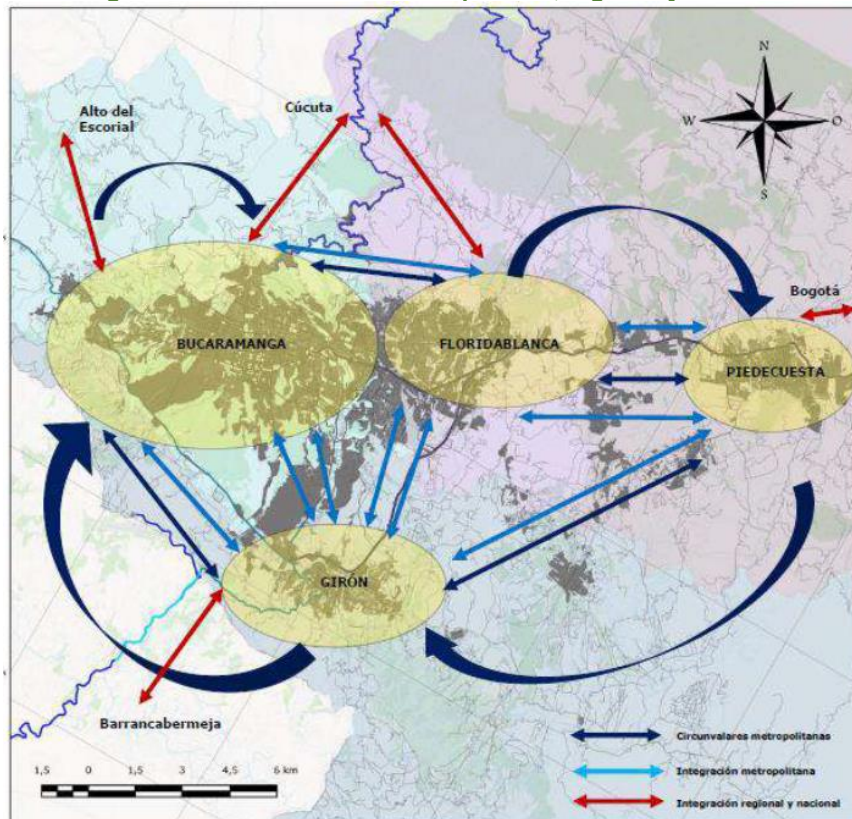 N
W
O
S
Alto del
Escorial
Cúcuta
Bogotá
BUCARAMANGA
FLORIDABLANCA
PIEDECUESTA
GIRÓN
Barrancabermeja
Circunvalares metropolitanas
Integración metropolitana
Integración regional y nacional
1,5 0 1,5 3 4,5 6 km